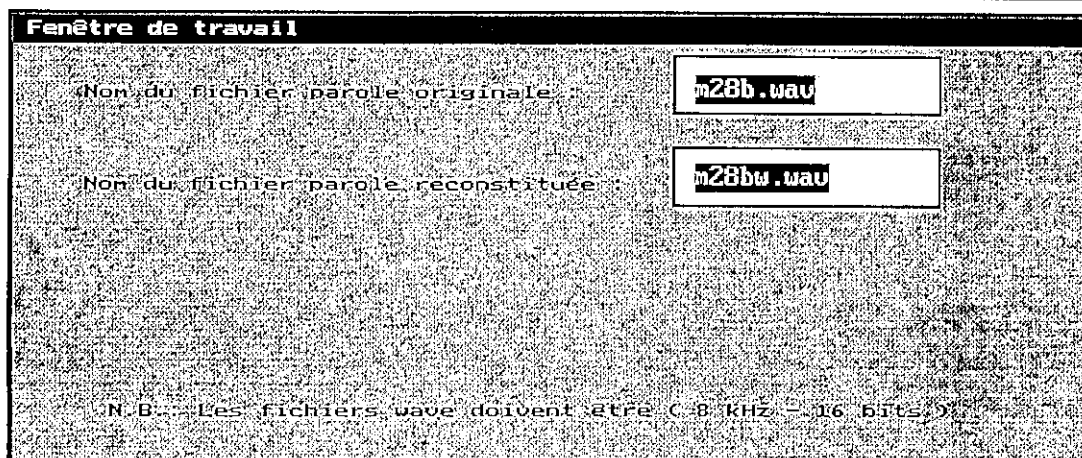 Fenêtre de travail
Nom du fichier parole originale : m28b.wav
Nom du fichier parole reconstituée : m28bw.wav
N.B. : Les fichiers wave doivent être ( 8 kHz - 16 bits ).